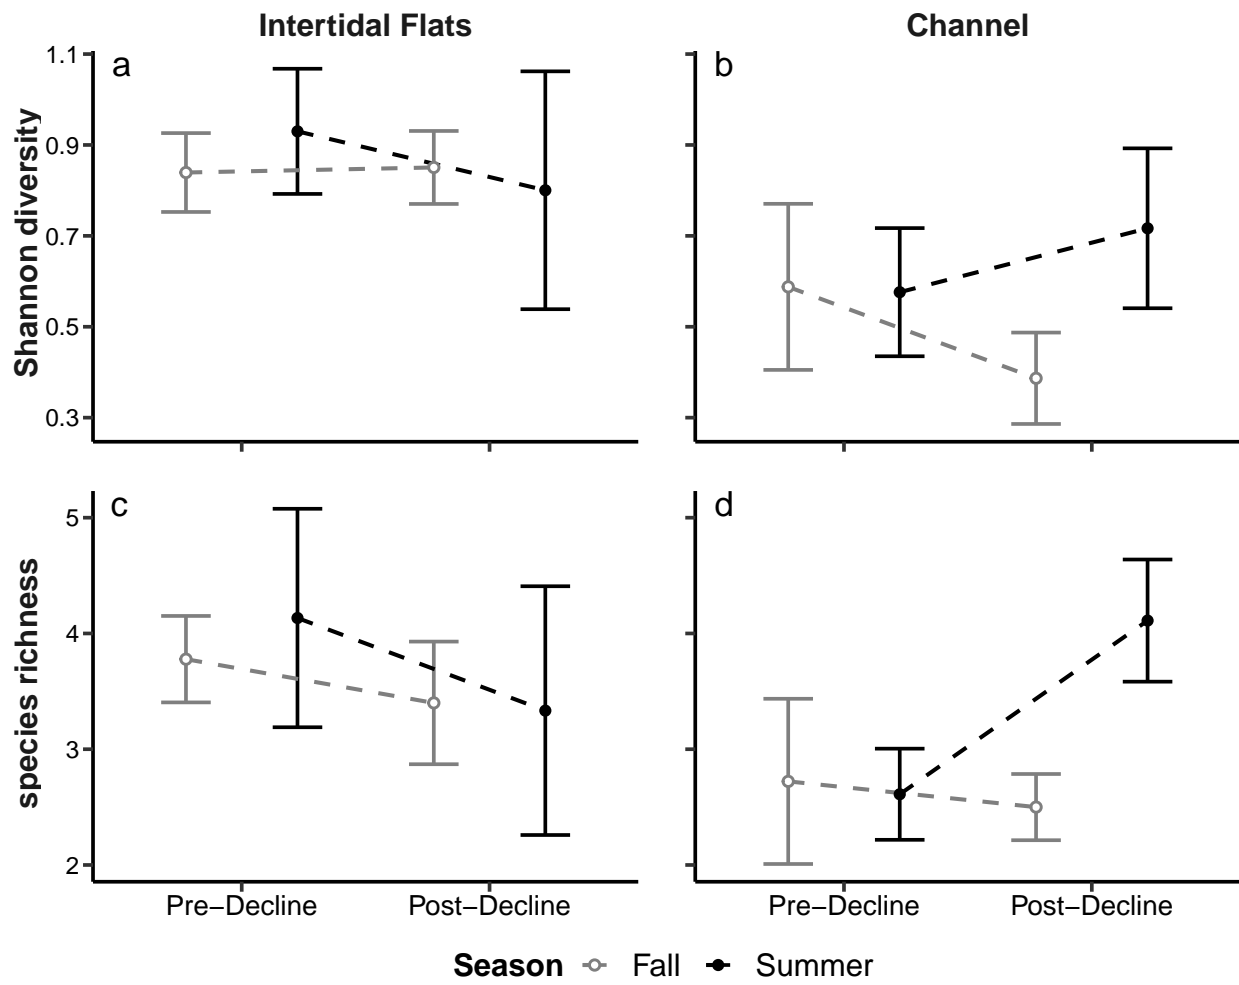 Intertidal Flats Channel
a b
Shannon diversity
1.1
0.9
0.7
0.5
0.3
c d
species richness
5
4
3
2
Pre−Decline Post−Decline Pre−Decline Post−Decline
Season Fall Summer